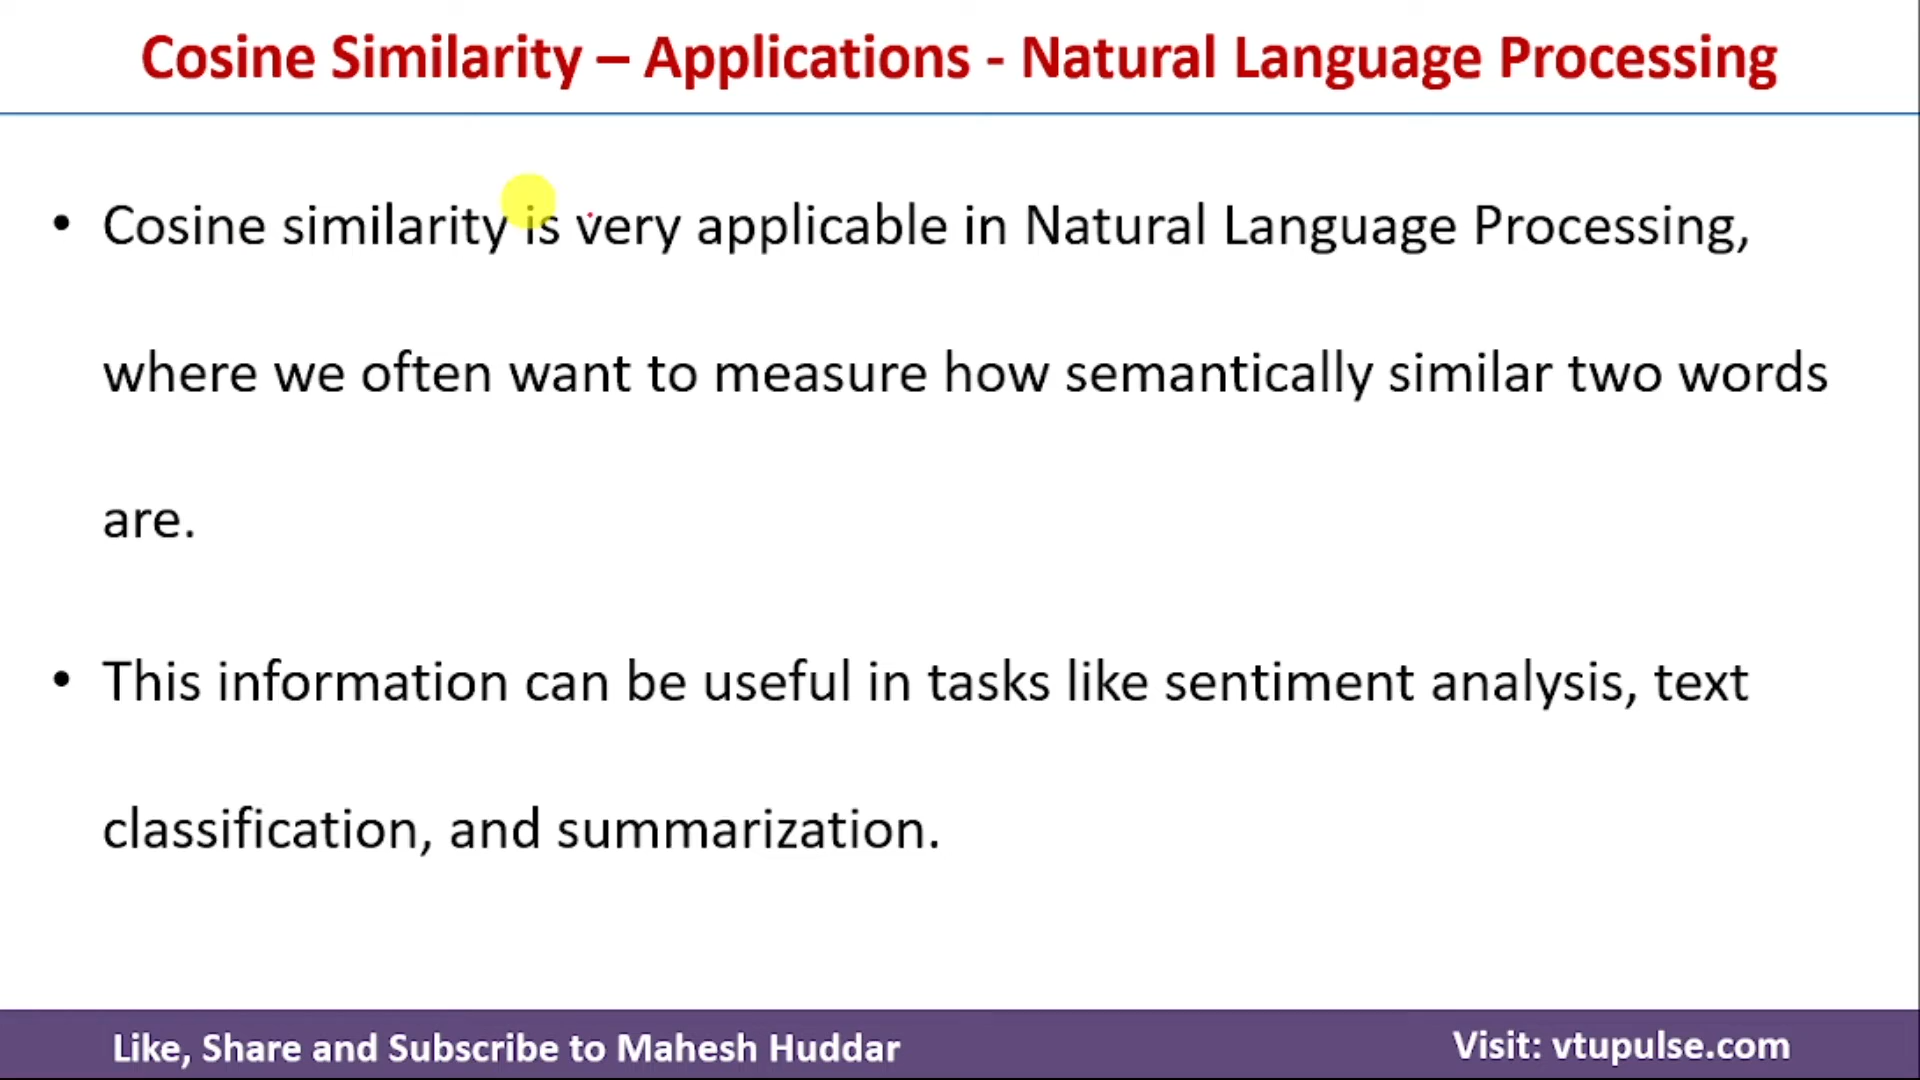 Cosine Similarity – Applications - Natural Language Processing
• Cosine similarity is very applicable in Natural Language Processing,
where we often want to measure how semantically similar two words
are.
• This information can be useful in tasks like sentiment analysis, text
classification, and summarization.
Like, Share and Subscribe to Mahesh Huddar
Visit: vtupulse.com